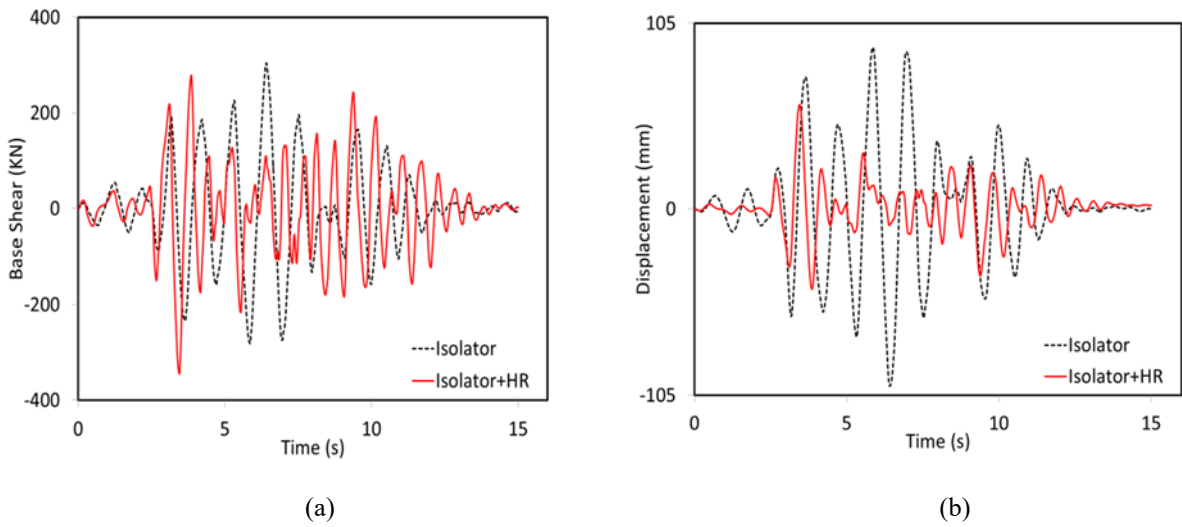 400
200
0
-200
-400
Base Shear (KN)
Isolator
Isolator+HR
0
5
10
15
Time (s)
(a)
105
0
-105
Displacement (mm)
Isolator
Isolator+HR
0
5
10
15
Time (s)
(b)